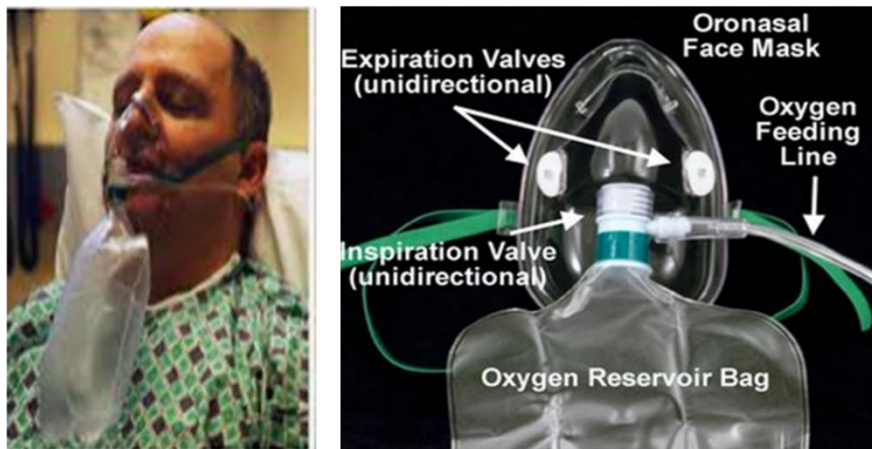 Oronasal
Face Mask
Expiration Valves
(unidirectional)
Oxygen
Feeding
Line
Inspiration Valve
(unidirectional)
Oxygen Reservoir Bag